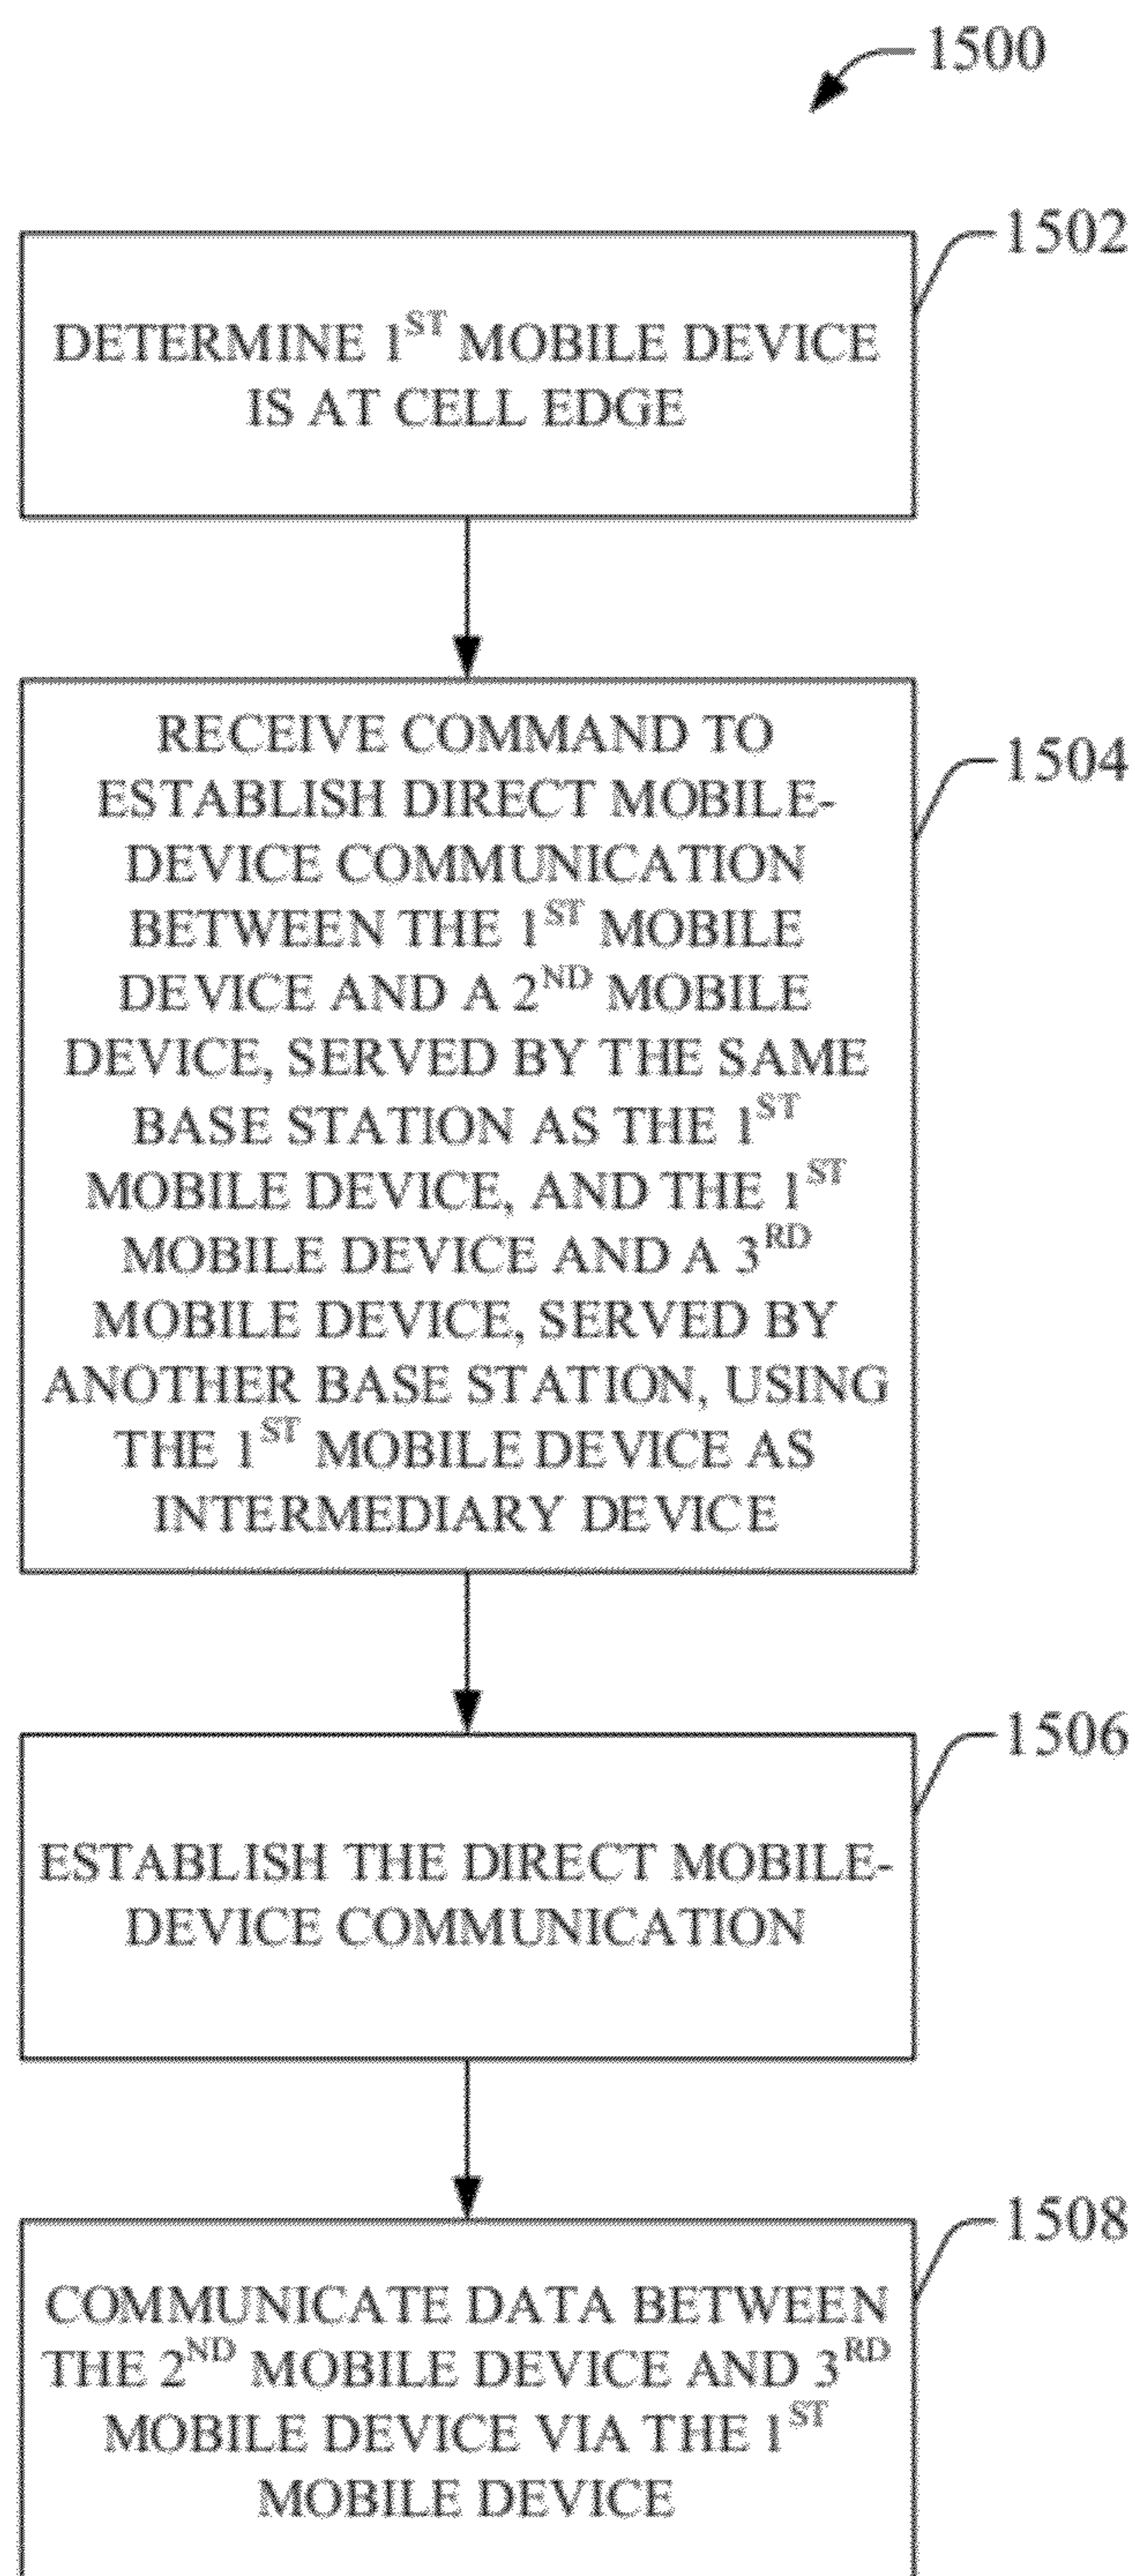 1500
1502
DETERMINE 1ST MOBILE DEVICE
IS AT CELL EDGE
1504
RECEIVE COMMAND TO
ESTABLISH DIRECT MOBILE-
DEVICE COMMUNICATION
BETWEEN THE 1ST MOBILE
DEVICE AND A 2ND MOBILE
DEVICE, SERVED BY THE SAME
BASE STATION AS THE 1ST
MOBILE DEVICE, AND THE 1ST
MOBILE DEVICE AND A 3RD
MOBILE DEVICE, SERVED BY
ANOTHER BASE STATION, USING
THE 1ST MOBILE DEVICE AS
INTERMEDIARY DEVICE
1506
ESTABLISH THE DIRECT MOBILE-
DEVICE COMMUNICATION
1508
COMMUNICATE DATA BETWEEN
THE 2ND MOBILE DEVICE AND 3RD
MOBILE DEVICE VIA THE 1ST
MOBILE DEVICE